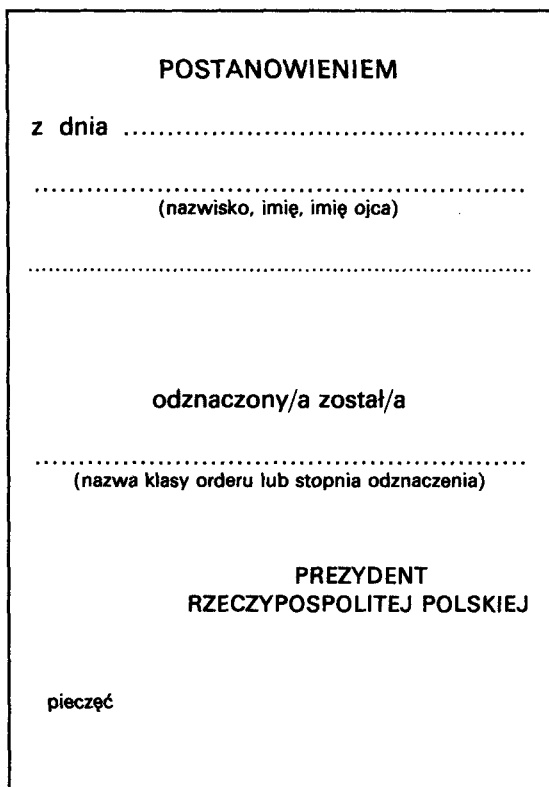 POSTANOWIENIEM
z dnia ..............................................
........................................................
(nazwisko, imię, imię ojca)
.............................................................
odznaczony/a został/a
........................................................
(nazwa klasy orderu lub stopnia odznaczenia)
PREZYDENT
RZECZYPOSPOLITEJ POLSKIEJ
pieczęć